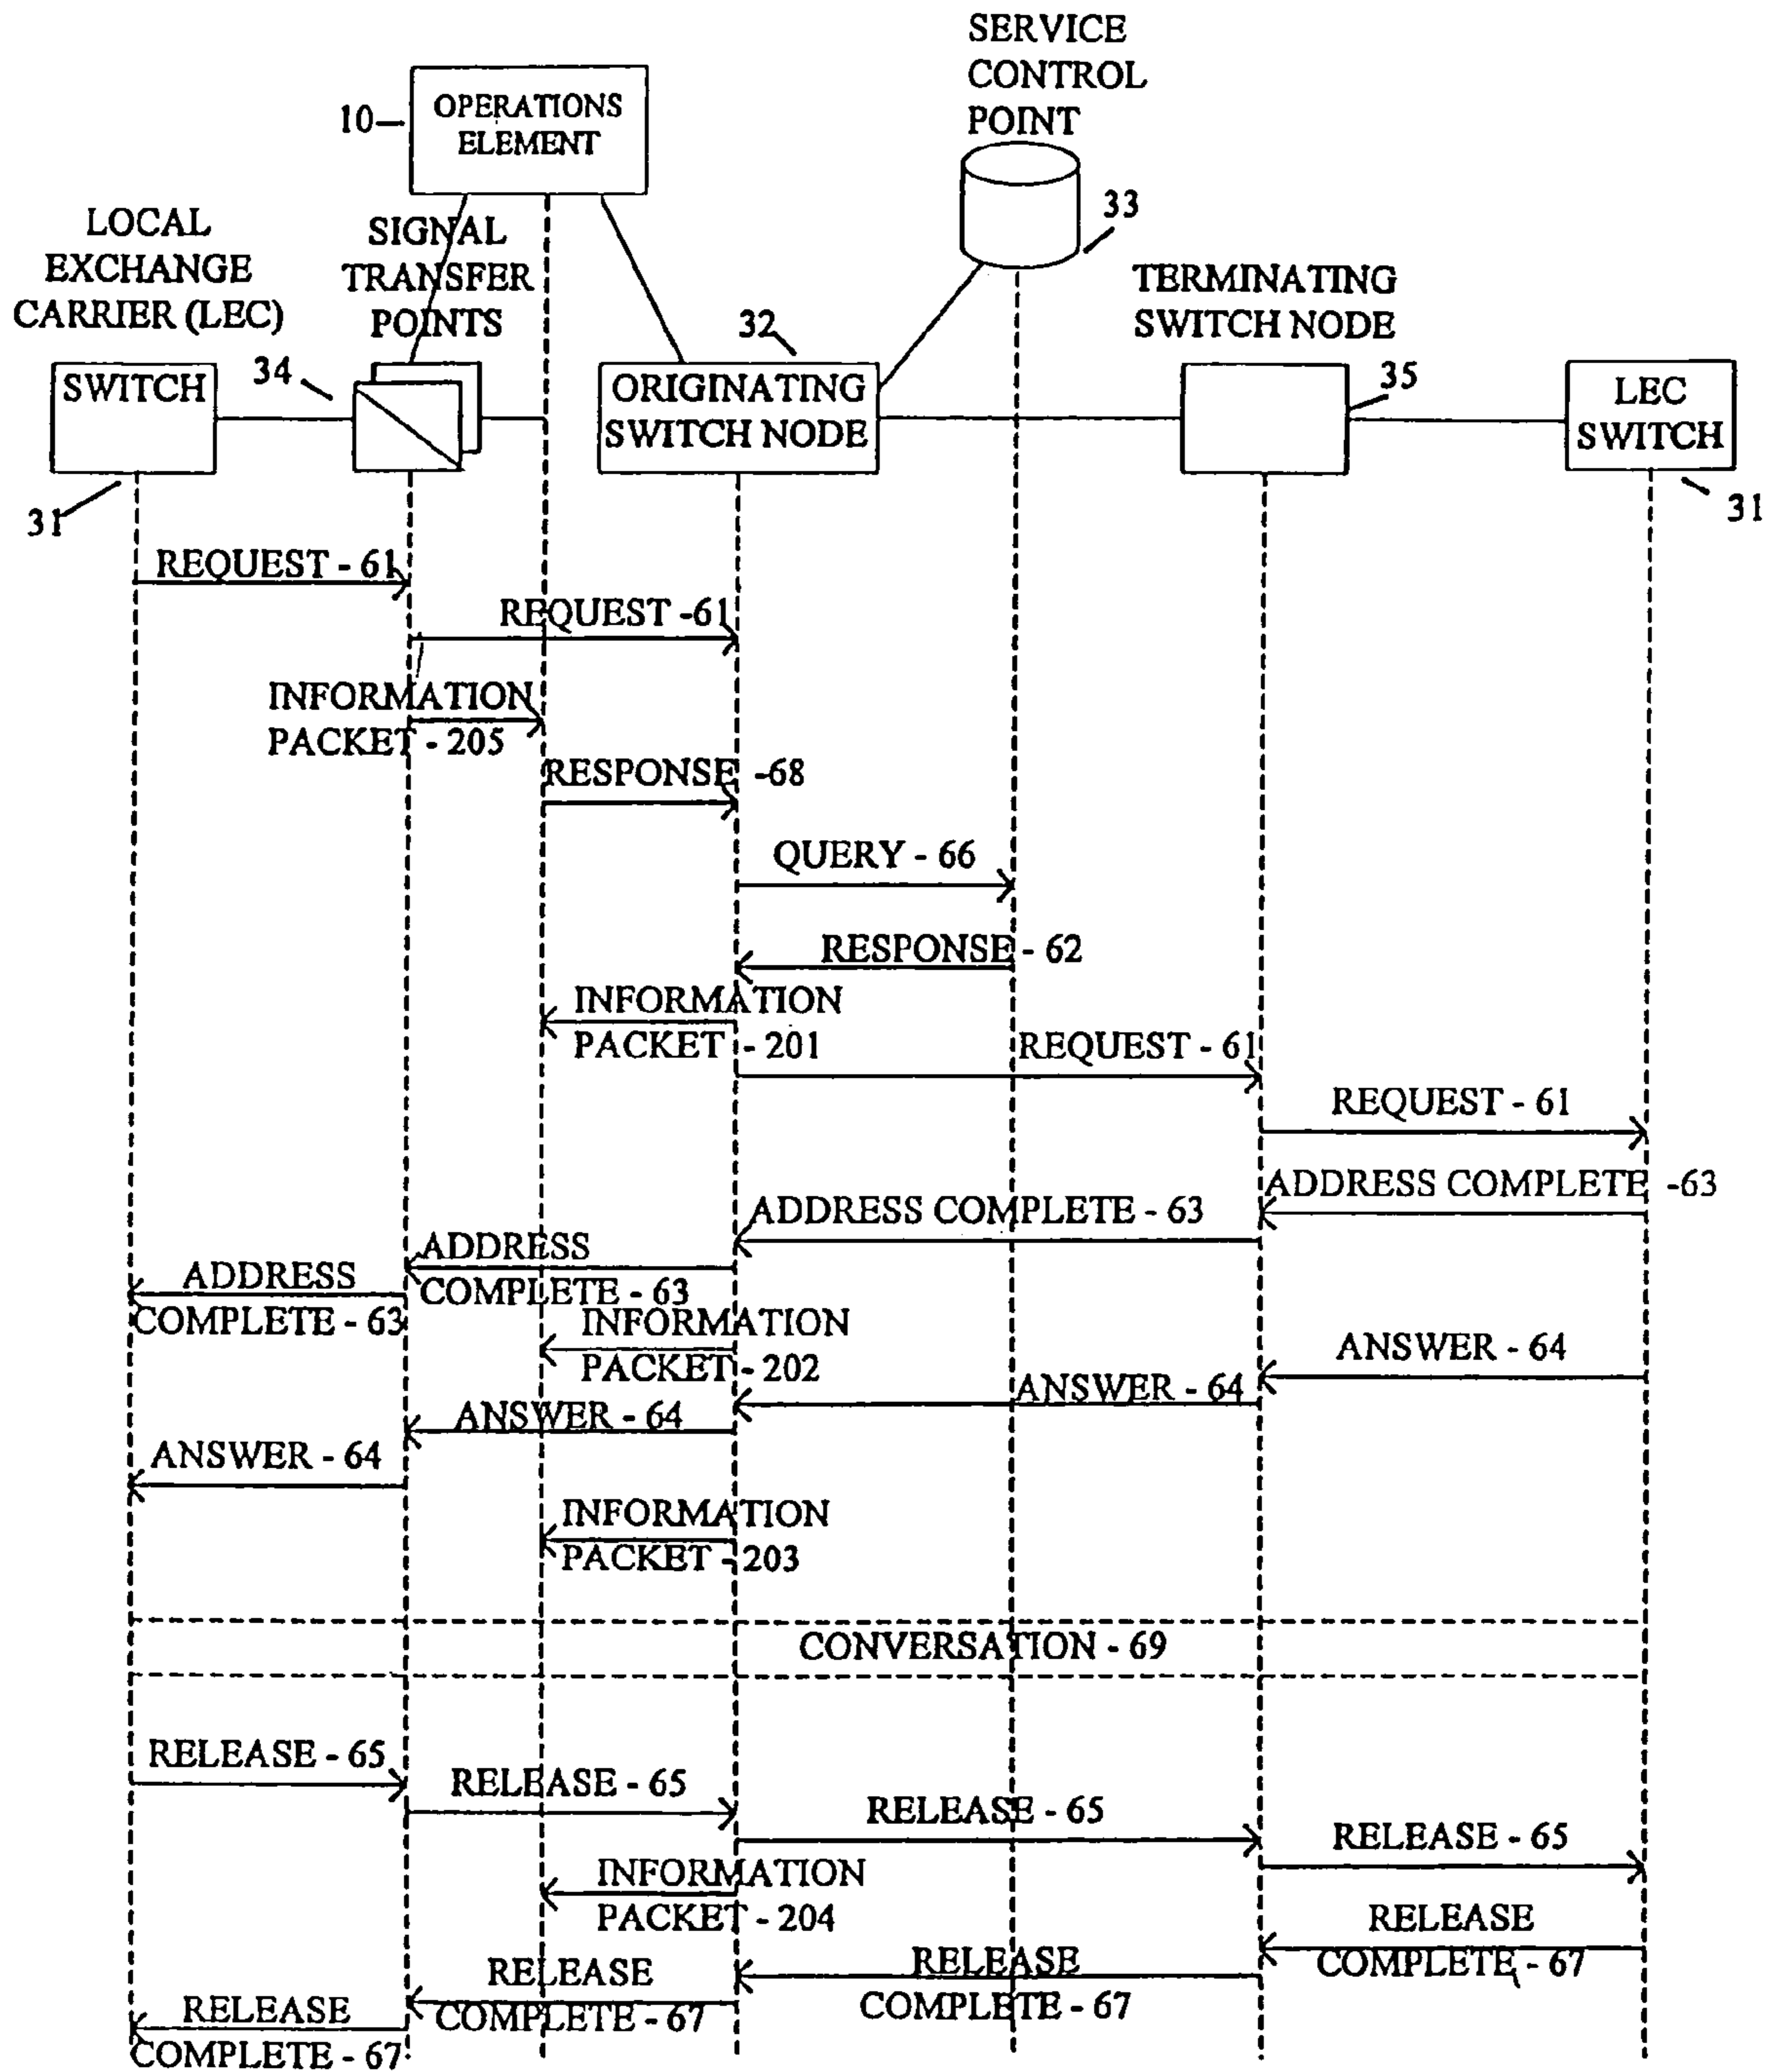 SERVICE
CONTROL
POINT
OPERATIONS
ELEMENT
10
33
LOCAL
EXCHANGE
CARRIER (LEC)
SIGNAL
TRANSFER
POINTS
TERMINATING
SWITCH NODE
32
34
35
SWITCH
ORIGINATING
SWITCH NODE
LEC
SWITCH
31
31
REQUEST - 61
REQUEST -61
INFORMATION
PACKET - 205
RESPONSE -68
QUERY - 66
RESPONSE - 62
INFORMATION
PACKET - 201
REQUEST - 61
REQUEST - 61
ADDRESS COMPLETE -63
ADDRESS COMPLETE - 63
ADDRESS
COMPLETE - 63
ADDRESS
COMPLETE - 63
INFORMATION
PACKET - 202
ANSWER - 64
ANSWER - 64
ANSWER - 64
ANSWER - 64
INFORMATION
PACKET - 203
CONVERSATION - 69
RELEASE - 65
RELEASE - 65
RELEASE - 65
RELEASE - 65
INFORMATION
PACKET - 204
RELEASE
COMPLETE - 67
RELEASE
COMPLETE - 67
RELEASE
COMPLETE - 67
RELEASE
COMPLETE - 67